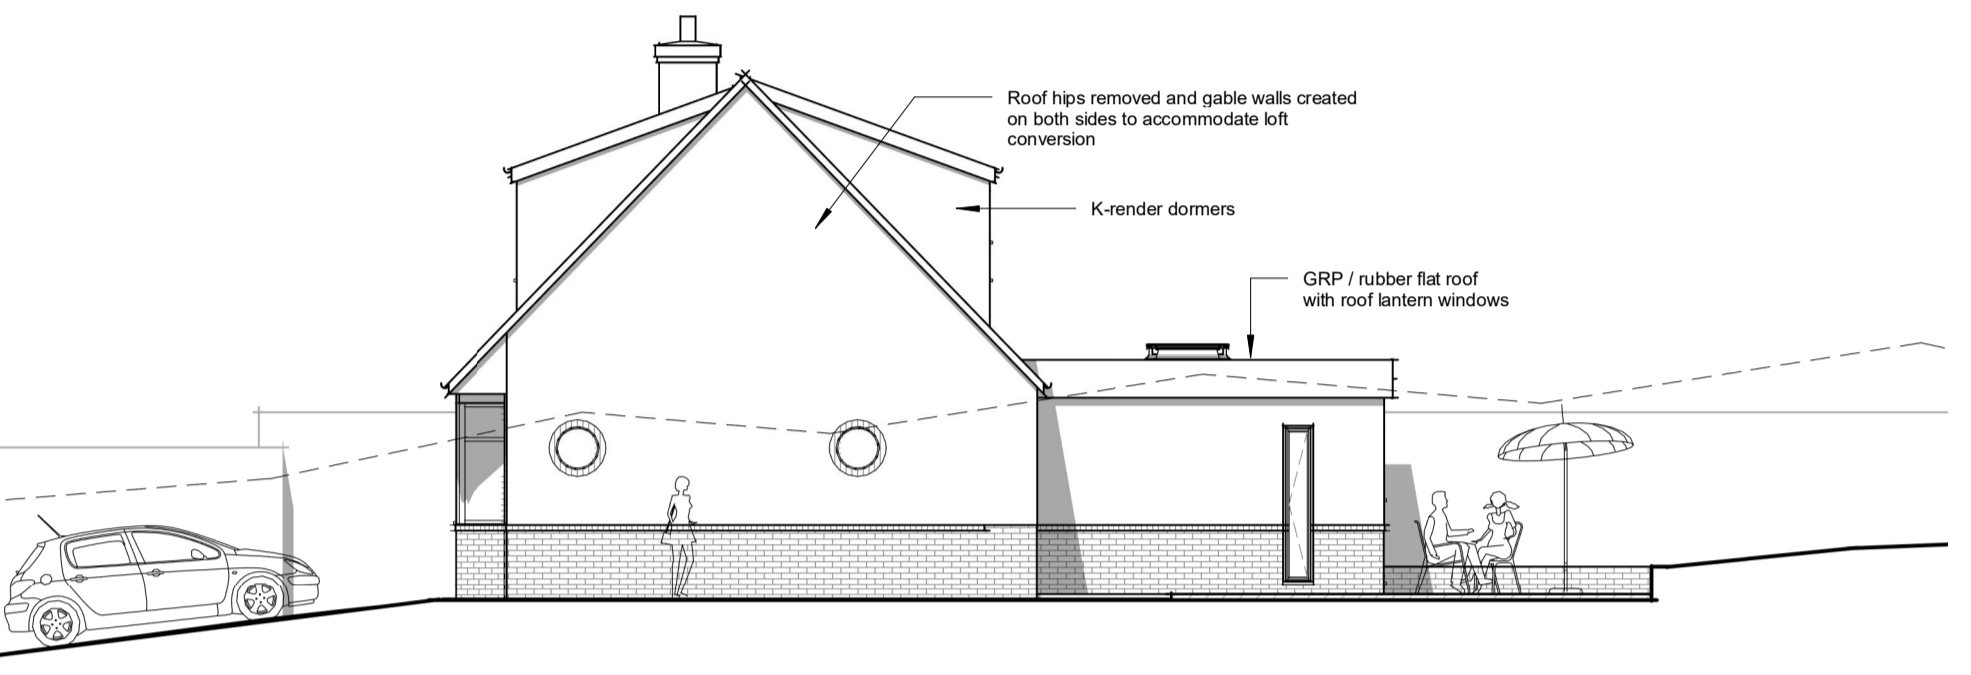 Roof hips removed and gable walls created
on both sides to accommodate loft
conversion
K-render dormers
GRP / rubber flat roof
with roof lantern windows